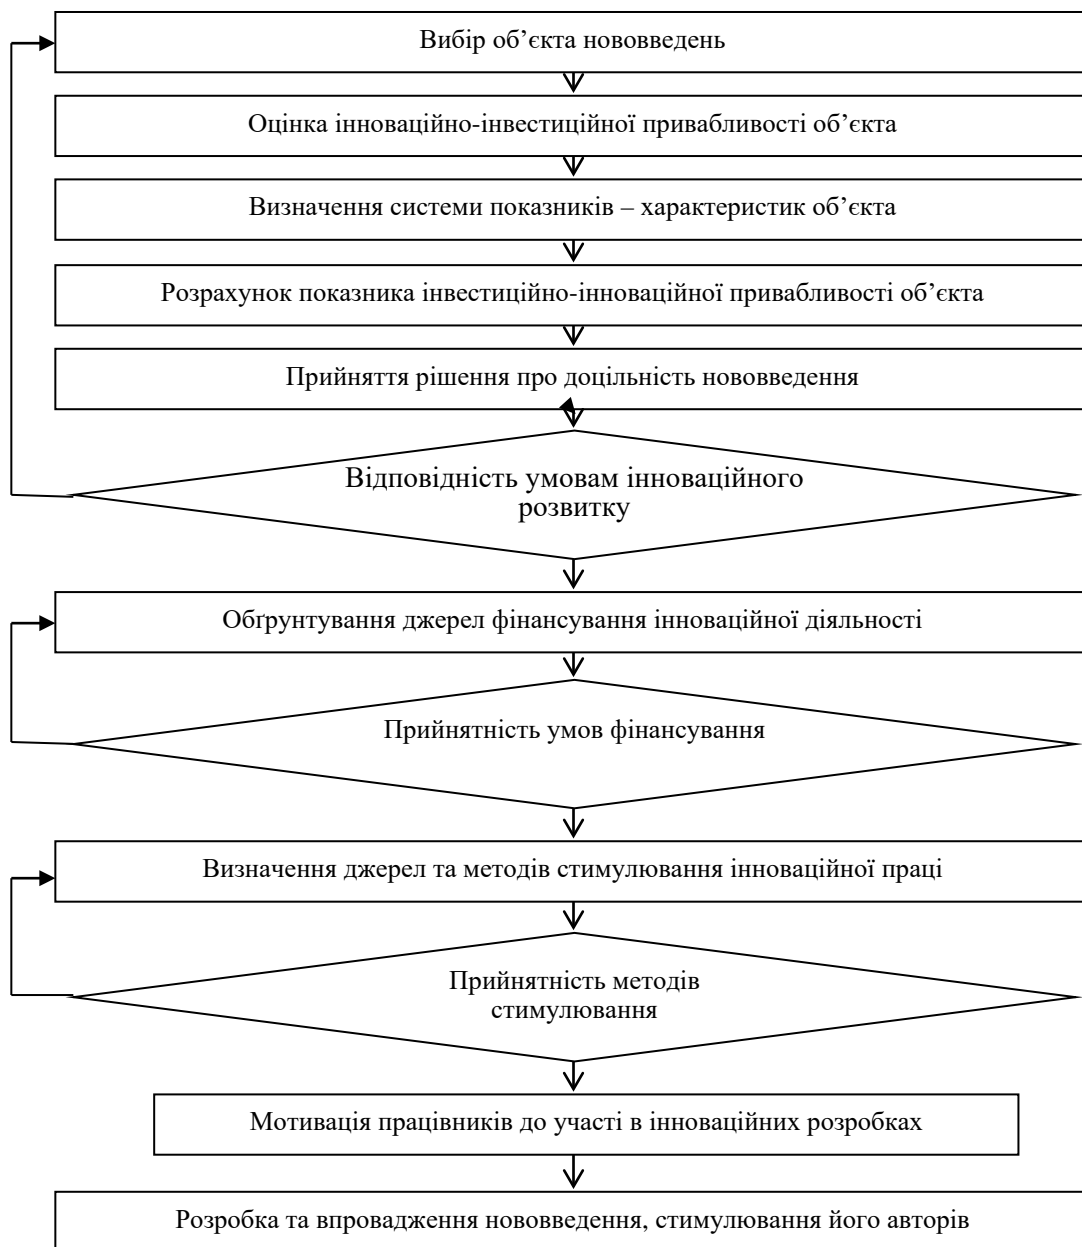 Вибір об’єкта нововведень
Оцінка інноваційно-інвестиційної привабливості об’єкта
Визначення системи показників – характеристик об’єкта
Розрахунок показника інвестиційно-інноваційної привабливості об’єкта
Прийняття рішення про доцільність нововведення
Відповідність умовам інноваційного
розвитку
Обґрунтування джерел фінансування інноваційної діяльності
Прийнятність умов фінансування
Визначення джерел та методів стимулювання інноваційної праці
Прийнятність методів
стимулювання
Мотивація працівників до участі в інноваційних розробках
Розробка та впровадження нововведення, стимулювання його авторів